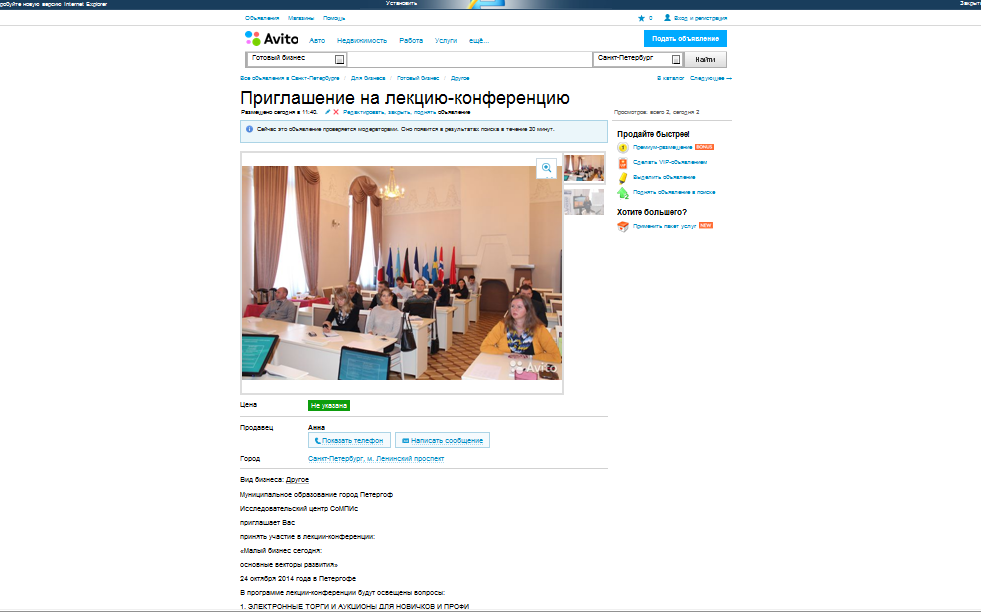 робуйте новую версию Internet Explorer Установить Закрыт
Объявления Магазины Помощь 0 Вход и регистрация
Avito Авто Недвижимость Работа Услуги ещё... Подать объявление
Готовый бизнес Санкт-Петербург Найти
Все объявления в Санкт-Петербурге / Для бизнеса / Готовый бизнес / Другое В каталог Следующее →
Приглашение на лекцию-конференцию
Размещено сегодня в 11:40. Редактировать, закрыть, поднять объявление Просмотров: всего 2, сегодня 2
Сейчас это объявление проверяется модераторами. Оно появится в результатах поиска в течение 30 минут.
Продайте быстрее!
Премиум-размещение BONUS
Сделать VIP-объявлением
Выделить объявление
Поднять объявление в поиске
Хотите большего?
Применить пакет услуг NEW
Avito
Цена Не указана
Продавец Анна
Показать телефон Написать сообщение
Город Санкт-Петербург, м. Ленинский проспект
Вид бизнеса: Другое
Муниципальное образование город Петергоф
Исследовательский центр СоМПИс
приглашает Вас
принять участие в лекции-конференции:
«Малый бизнес сегодня:
основные векторы развития»
24 октября 2014 года в Петергофе
В программе лекции-конференции будут освещены вопросы:
1. ЭЛЕКТРОННЫЕ ТОРГИ И АУКЦИОНЫ ДЛЯ НОВИЧКОВ И ПРОФИ